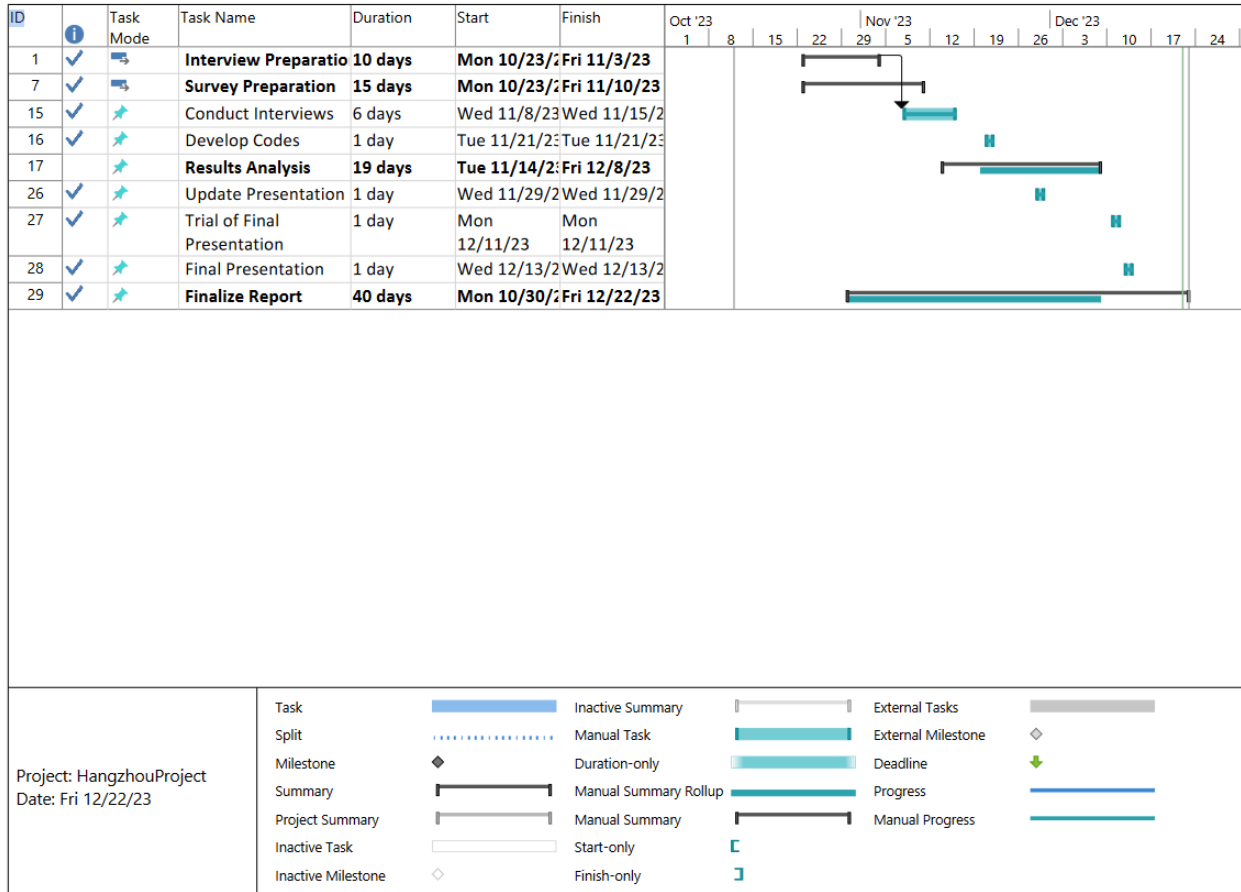 ID Task Mode Task Name Duration Start Finish
Oct '23 Nov '23 Dec '23
1 8 15 22 29 5 12 19 26 3 10 17 24
1 Interview Preparatio 10 days Mon 10/23/2 Fri 11/3/23
7 Survey Preparation 15 days Mon 10/23/2 Fri 11/10/23
15 Conduct Interviews 6 days Wed 11/8/23 Wed 11/15/2
16 Develop Codes 1 day Tue 11/21/23 Tue 11/21/23
17 Results Analysis 19 days Tue 11/14/2 Fri 12/8/23
26 Update Presentation 1 day Wed 11/29/2 Wed 11/29/2
27 Trial of Final Presentation 1 day Mon 12/11/23 Mon 12/11/23
28 Final Presentation 1 day Wed 12/13/2 Wed 12/13/2
29 Finalize Report 40 days Mon 10/30/2 Fri 12/22/23
Project: HangzhouProject
Date: Fri 12/22/23
Task Inactive Summary External Tasks
Split Manual Task External Milestone
Milestone Duration-only Deadline
Summary Manual Summary Rollup Progress
Project Summary Manual Summary Manual Progress
Inactive Task Start-only
Inactive Milestone Finish-only